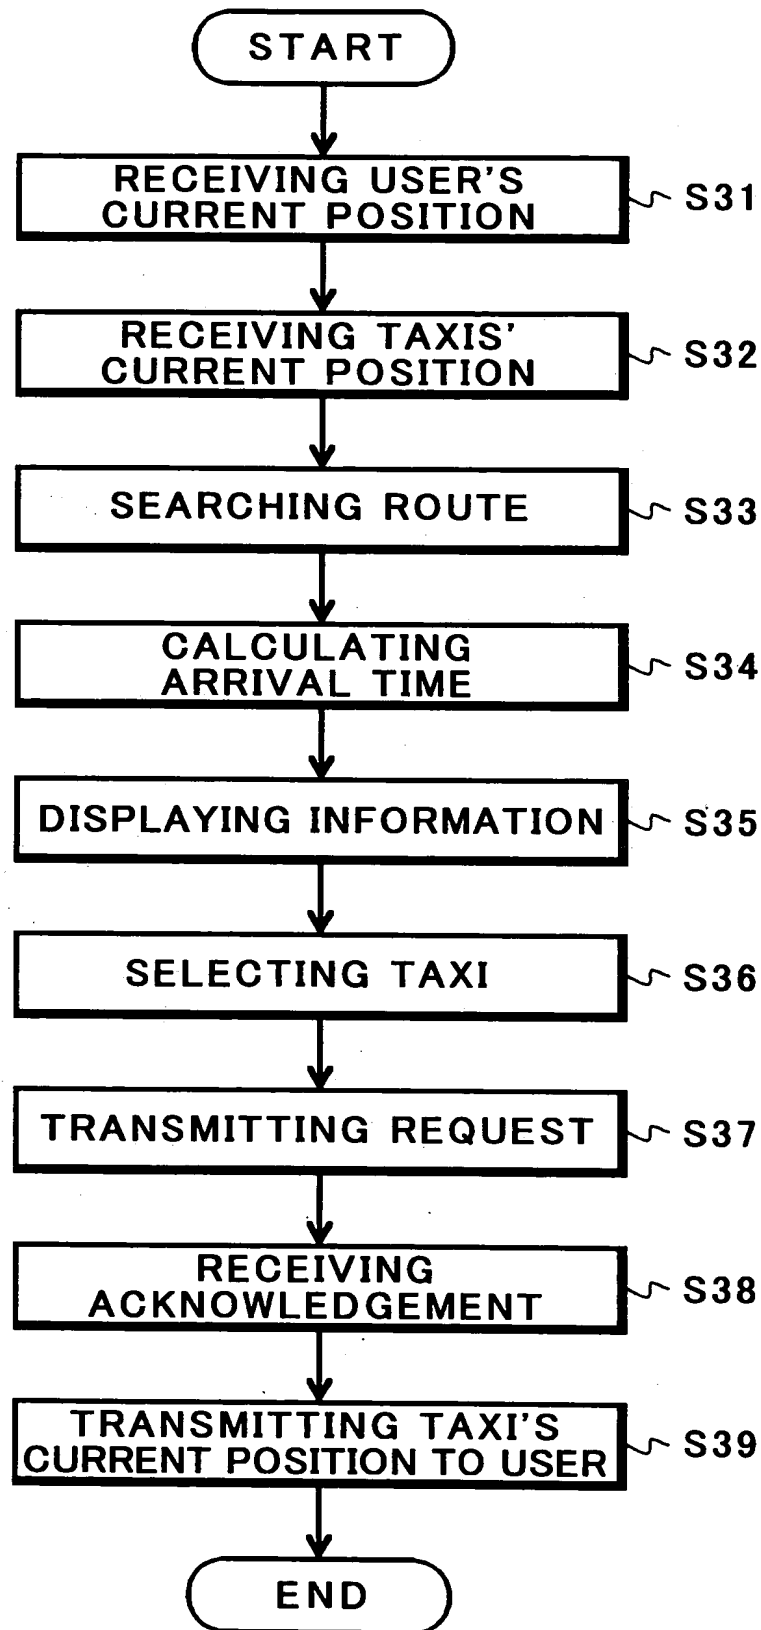 START
RECEIVING USER'S
CURRENT POSITION
S31
RECEIVING TAXIS'
CURRENT POSITION
S32
SEARCHING ROUTE
S33
CALCULATING
ARRIVAL TIME
S34
DISPLAYING INFORMATION
S35
SELECTING TAXI
S36
TRANSMITTING REQUEST
S37
RECEIVING
ACKNOWLEDGEMENT
S38
TRANSMITTING TAXI'S
CURRENT POSITION TO USER
S39
END